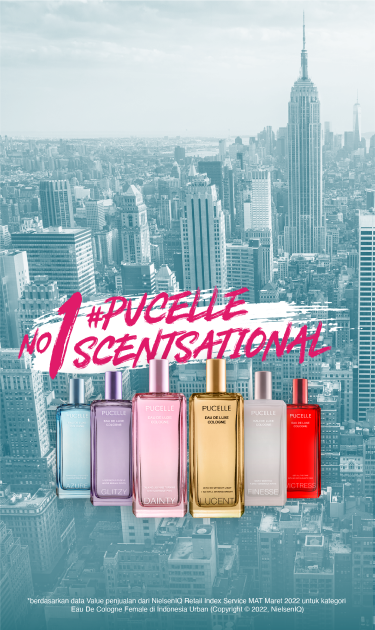 NO 1 #PUCELLE
SCENTSATIONAL
PUCELLE
EAU DE LUXE
COLOGNE
GLITZY
PUCELLE
EAU DE LUXE
COLOGNE
DAINTY
PUCELLE
EAU DE LUXE
COLOGNE
LUCENT
PUCELLE
FINESSE
PUCELLE
*berdasarkan data Value penjualan dari NielsenIQ Retail Index Service MAT Maret 2022 untuk kategori
Eau De Cologne Female di Indonesia Urban (Copyright © 2022, NielsenIQ)